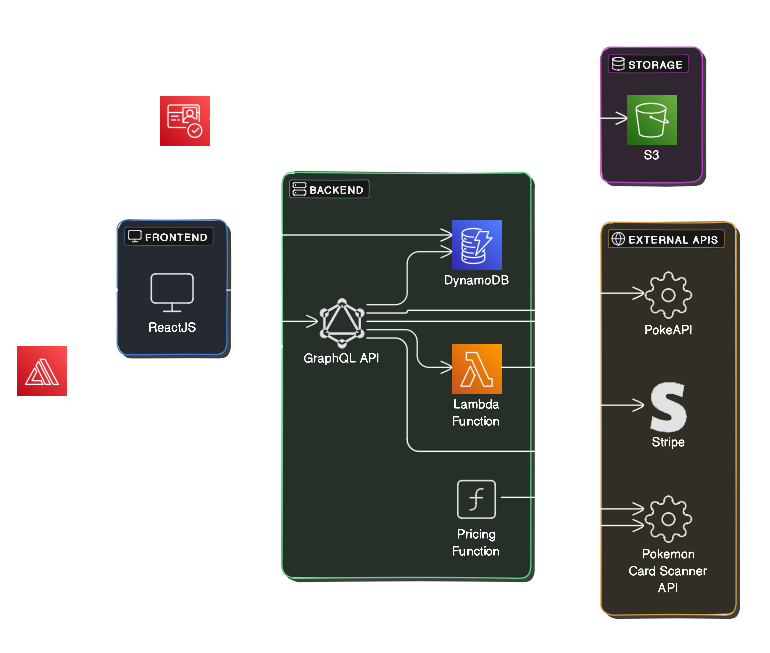 STORAGE
S3
BACKEND
FRONTEND
ReactJS
DynamoDB
GraphQL API
Lambda
Function
Pricing
Function
EXTERNAL APIS
PokeAPI
Stripe
Pokemon
Card Scanner
API